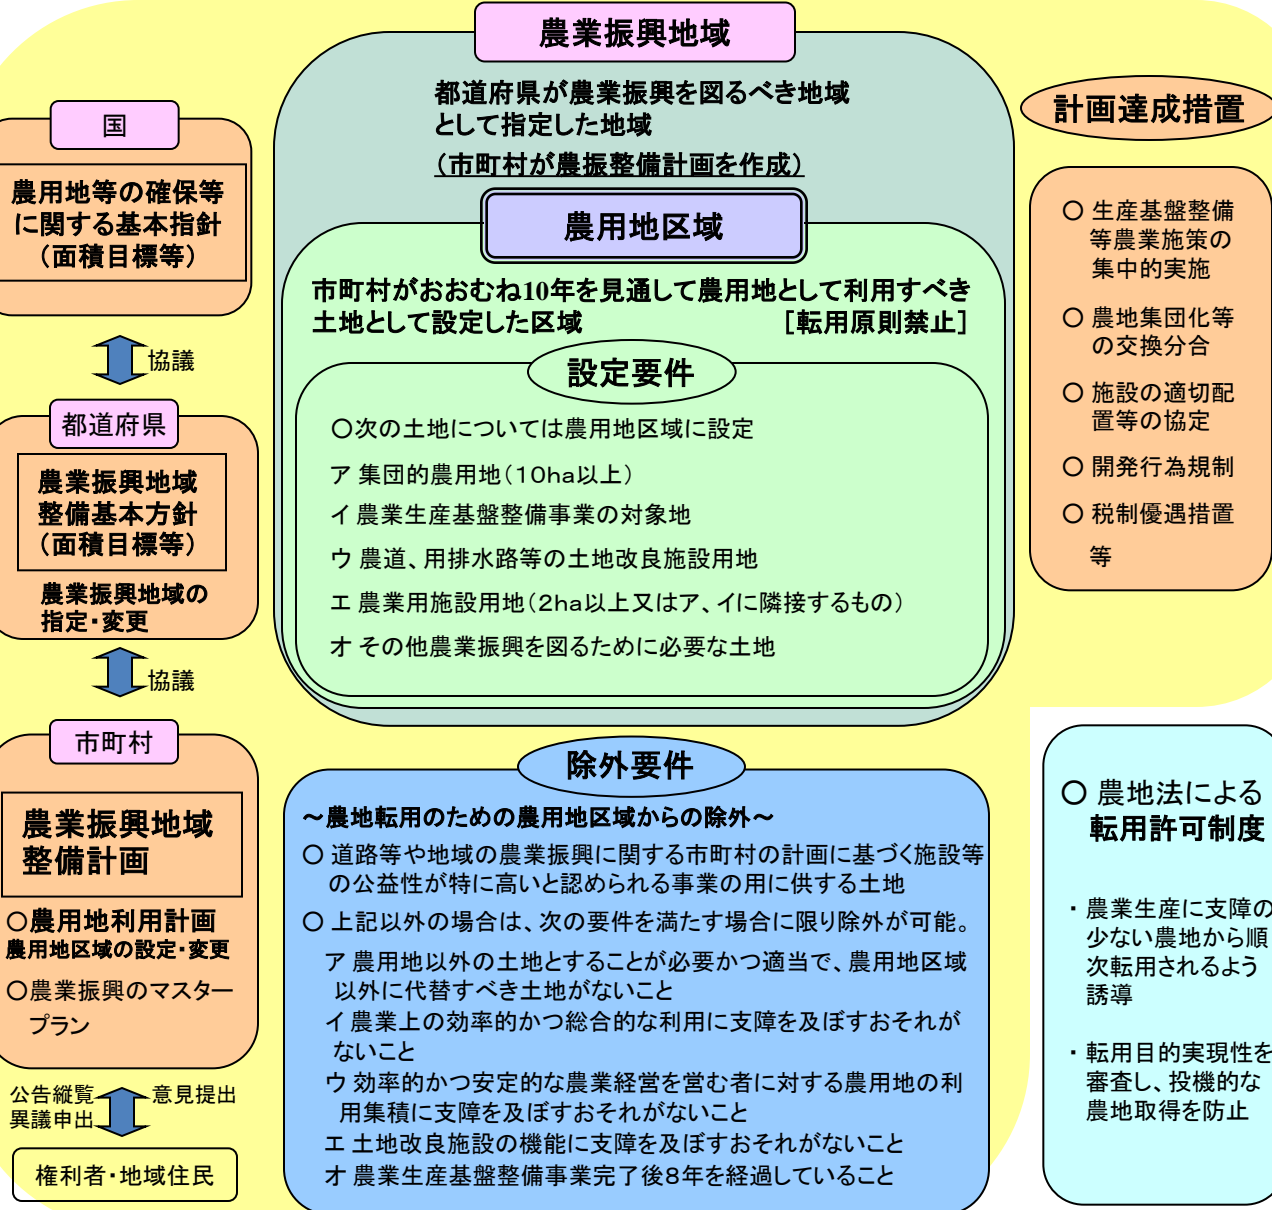 国
農用地等の確保等
に関する基本指針
（面積目標等）
協議
都道府県
農業振興地域
整備基本方針
（面積目標等）
農業振興地域の
指定・変更
協議
市町村
農業振興地域
整備計画
○農用地利用計画
農用地区域の設定・変更
○農業振興のマスター
プラン
公告縦覧
異議申出
意見提出
権利者・地域住民
農業振興地域
都道府県が農業振興を図るべき地域
として指定した地域
（市町村が農振整備計画を作成）
農用地区域
市町村がおおむね10年を見通して農用地として利用すべき
土地として設定した区域　　［転用原則禁止］
設定要件
○次の土地については農用地区域に設定
ア 集団的農用地（10ha以上）
イ 農業生産基盤整備事業の対象地
ウ 農道、用排水路等の土地改良施設用地
エ 農業用施設用地（2ha以上又はア、イに隣接するもの）
オ その他農業振興を図るために必要な土地
除外要件
～農地転用のための農用地区域からの除外～
○ 道路等や地域の農業振興に関する市町村の計画に基づく施設等
の公益性が特に高いと認められる事業の用に供する土地
○ 上記以外の場合は、次の要件を満たす場合に限り除外が可能。
ア 農用地以外の土地とすることが必要かつ適当で、農用地区域
以外に代替すべき土地がないこと
イ 農業上の効率的かつ総合的な利用に支障を及ぼすおそれが
ないこと
ウ 効率的かつ安定的な農業経営を営む者に対する農用地の利
用集積に支障を及ぼすおそれがないこと
エ 土地改良施設の機能に支障を及ぼすおそれがないこと
オ 農業生産基盤整備事業完了後8年を経過していること
計画達成措置
○ 生産基盤整備
等農業施策の
集中的実施
○ 農地集団化等
の交換分合
○ 施設の適切配
置等の協定
○ 開発行為規制
○ 税制優遇措置
等
○ 農地法による
転用許可制度
・ 農業生産に支障の
少ない農地から順
次転用されるよう
誘導
・ 転用目的実現性を
審査し、投機的な
農地取得を防止